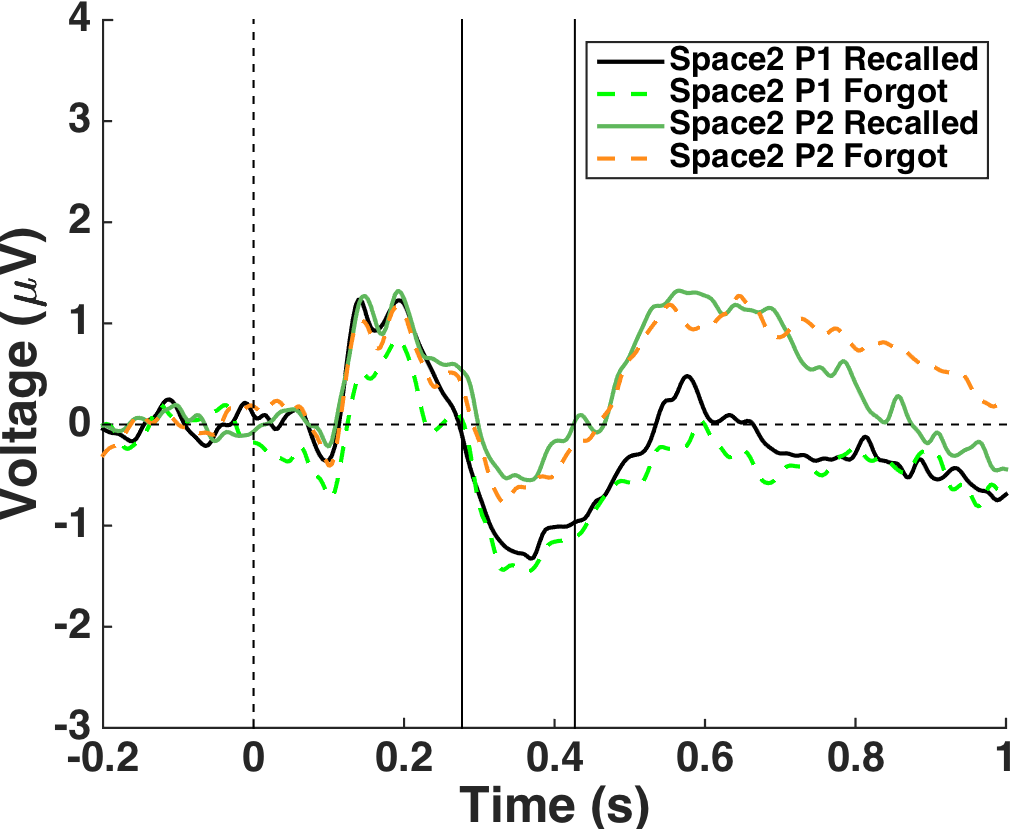 4
3
2
1
0
-1
-2
-3
Voltage (μV)
Space2 P1 Recalled
Space2 P1 Forgot
Space2 P2 Recalled
Space2 P2 Forgot
-0.2 0 0.2 0.4 0.6 0.8 1
Time (s)